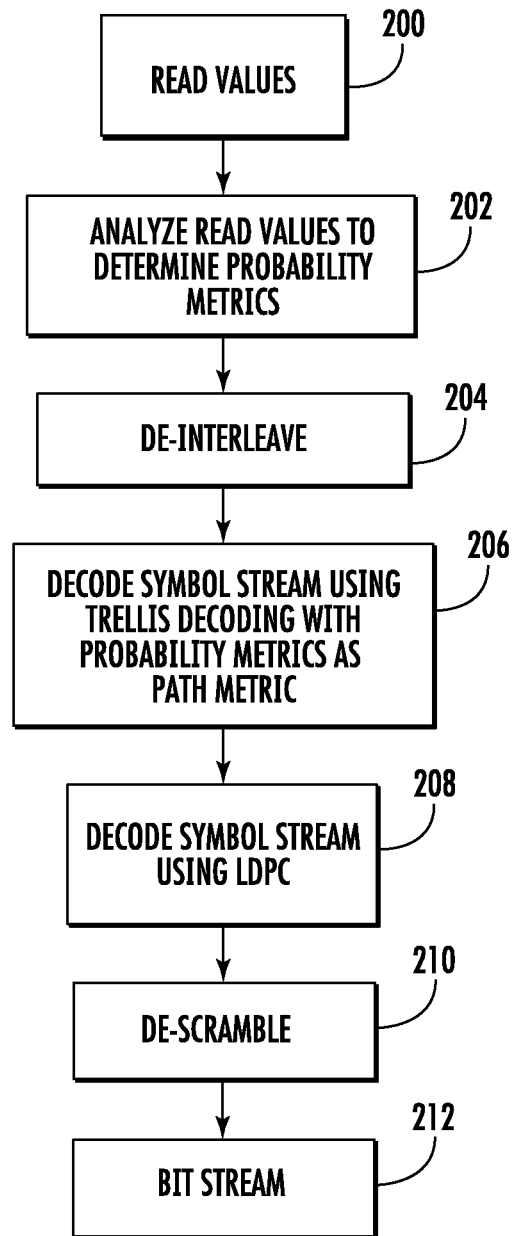 200
READ VALUES
202
ANALYZE READ VALUES TO
DETERMINE PROBABILITY
METRICS
204
DE-INTERLEAVE
206
DECODE SYMBOL STREAM USING
TRELLIS DECODING WITH
PROBABILITY METRICS AS
PATH METRIC
208
DECODE SYMBOL STREAM
USING LDPC
210
DE-SCRAMBLE
212
BIT STREAM